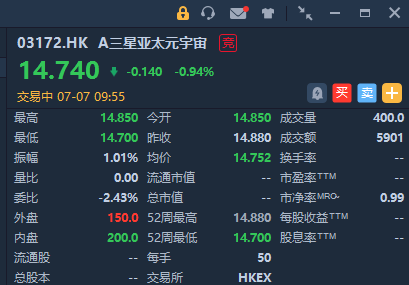 03172.HK A三星亚太元宇宙 竞
14.740 -0.140 -0.94%
交易中 07-07 09:55 买 卖
最高 14.850 今开 14.850 成交量 400.0
最低 14.700 昨收 14.880 成交额 5901
振幅 1.01% 均价 14.752 换手率 --
量比 0.00 流通市值 -- 市盈率TTM --
委比 -2.43% 总市值 -- 市净率MRQ 0.99
外盘 150.0 52周最高 14.880 每股收益TTM --
内盘 200.0 52周最低 14.700 股息率TTM --
流通股 -- 每手 50
总股本 -- 交易所 HKEX